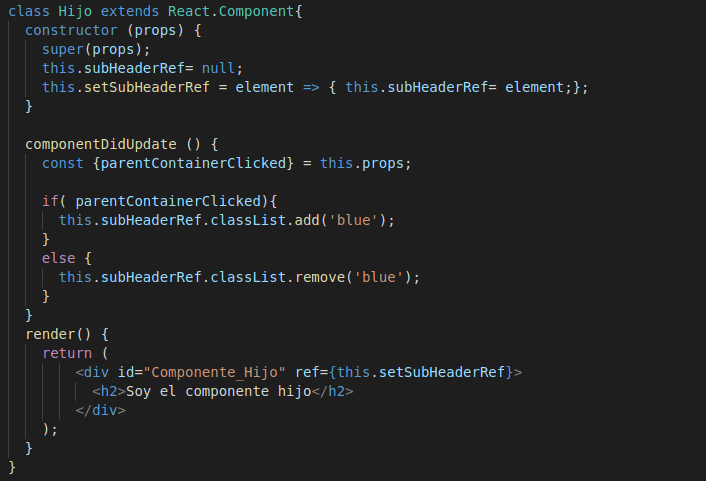 class Hijo extends React.Component{
constructor (props) {
super(props);
this.subHeaderRef= null;
this.setSubHeaderRef = element => { this.subHeaderRef= element;};
}
componentDidUpdate () {
const {parentContainerClicked} = this.props;
if( parentContainerClicked){
this.subHeaderRef.classList.add('blue');
}
else {
this.subHeaderRef.classList.remove('blue');
}
}
render() {
return (
<div id="Componente_Hijo" ref={this.setSubHeaderRef}>
<h2>Soy el componente hijo</h2>
</div>
);
}
}